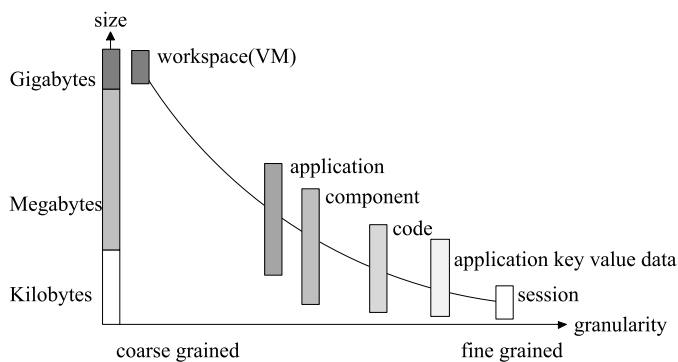 size
workspace(VM)
Gigabytes
application
component
Megabytes
code
application key value data
Kilobytes
session
granularity
coarse grained
fine grained